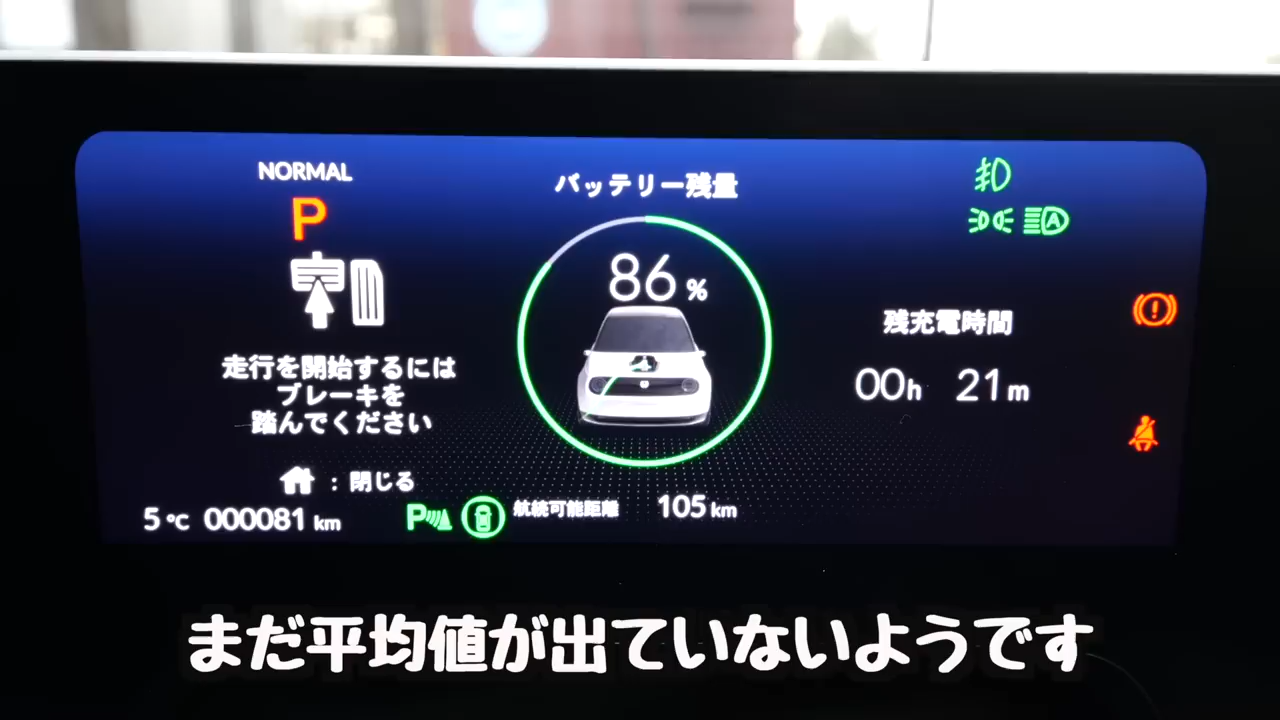 NORMAL
P
走行を開始するには
ブレーキを
踏んでください
：閉じる
5℃ 000081 km
バッテリー残量
86 %
P
航続可能距離 105 km
A
残充電時間
00h 21m
まだ平均値が出ていないようです